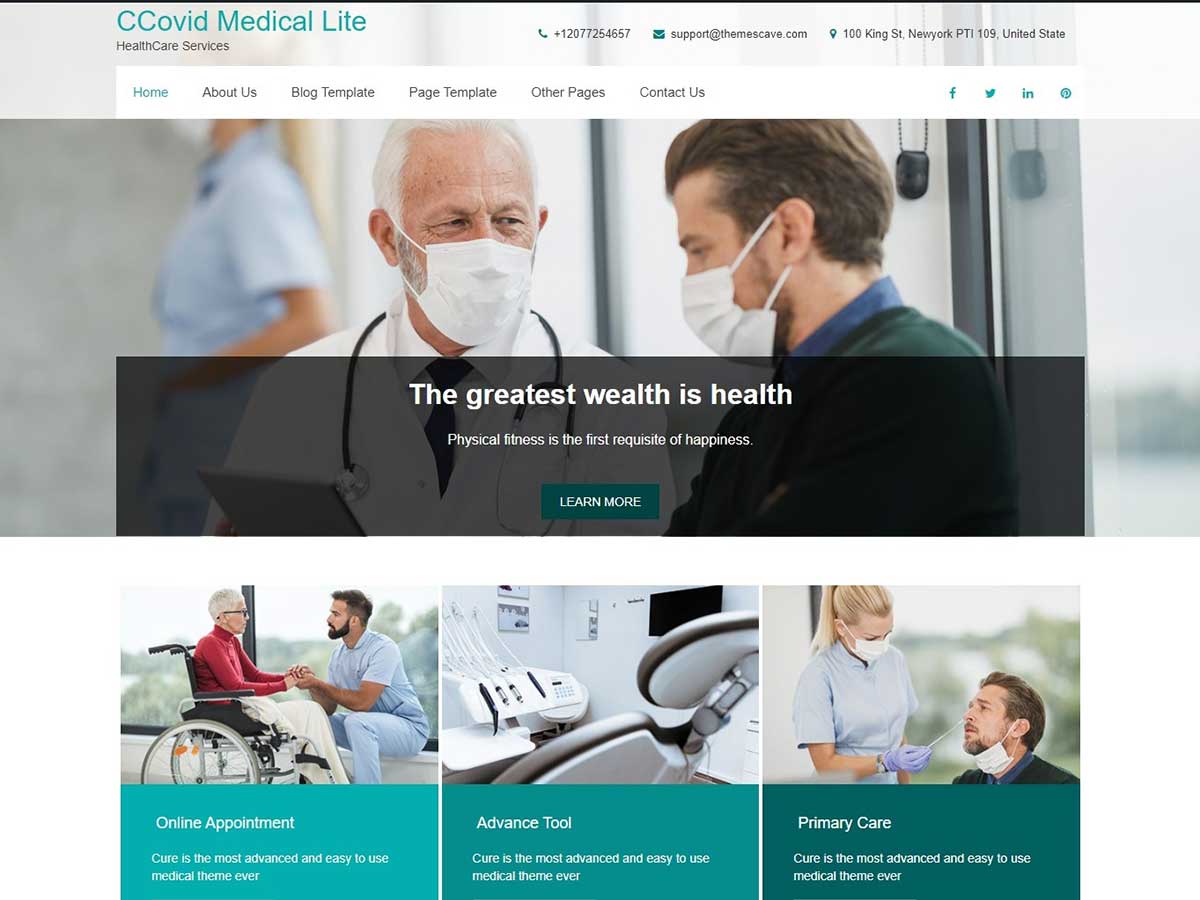 CCovid Medical Lite
HealthCare Services
+12077254657
support@themescave.com
100 King St, Newyork PTI 109, United State
Home
About Us
Blog Template
Page Template
Other Pages
Contact Us
The greatest wealth is health
Physical fitness is the first requisite of happiness.
LEARN MORE
Online Appointment
Cure is the most advanced and easy to use
medical theme ever
Advance Tool
Cure is the most advanced and easy to use
medical theme ever
Primary Care
Cure is the most advanced and easy to use
medical theme ever